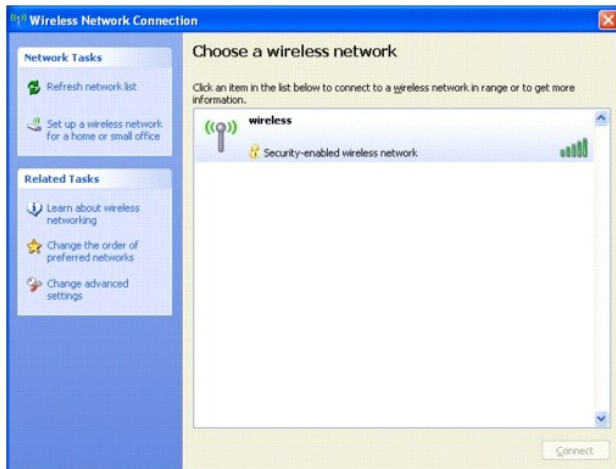 Wireless Network Connection
Network Tasks
Refresh network list
Set up a wireless network
for a home or small office
Related Tasks
Learn about wireless
networking
Change the order of
preferred networks
Change advanced
settings
Choose a wireless network
Click an item in the list below to connect to a wireless network in range or to get more
information.
wireless
Security-enabled wireless network
Connect